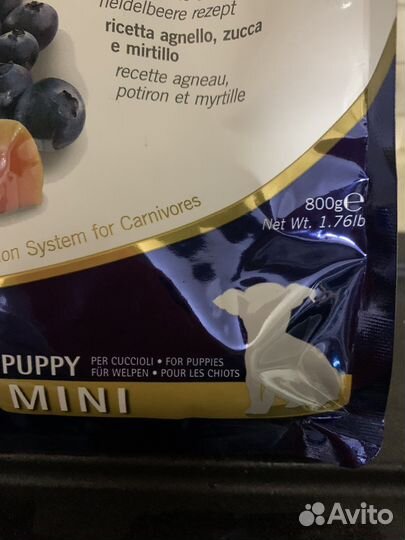 heidelbeere rezept
ricetta agnello, zucca
e mirtillo
recette agneau,
potiron et myrtille
800g℮
Net Wt. 1.76lb
System for Carnivores
PUPPY
PER CUCCIOLI • FOR PUPPIES
FÜR WELPEN • POUR LES CHIOTS
MINI
Avito